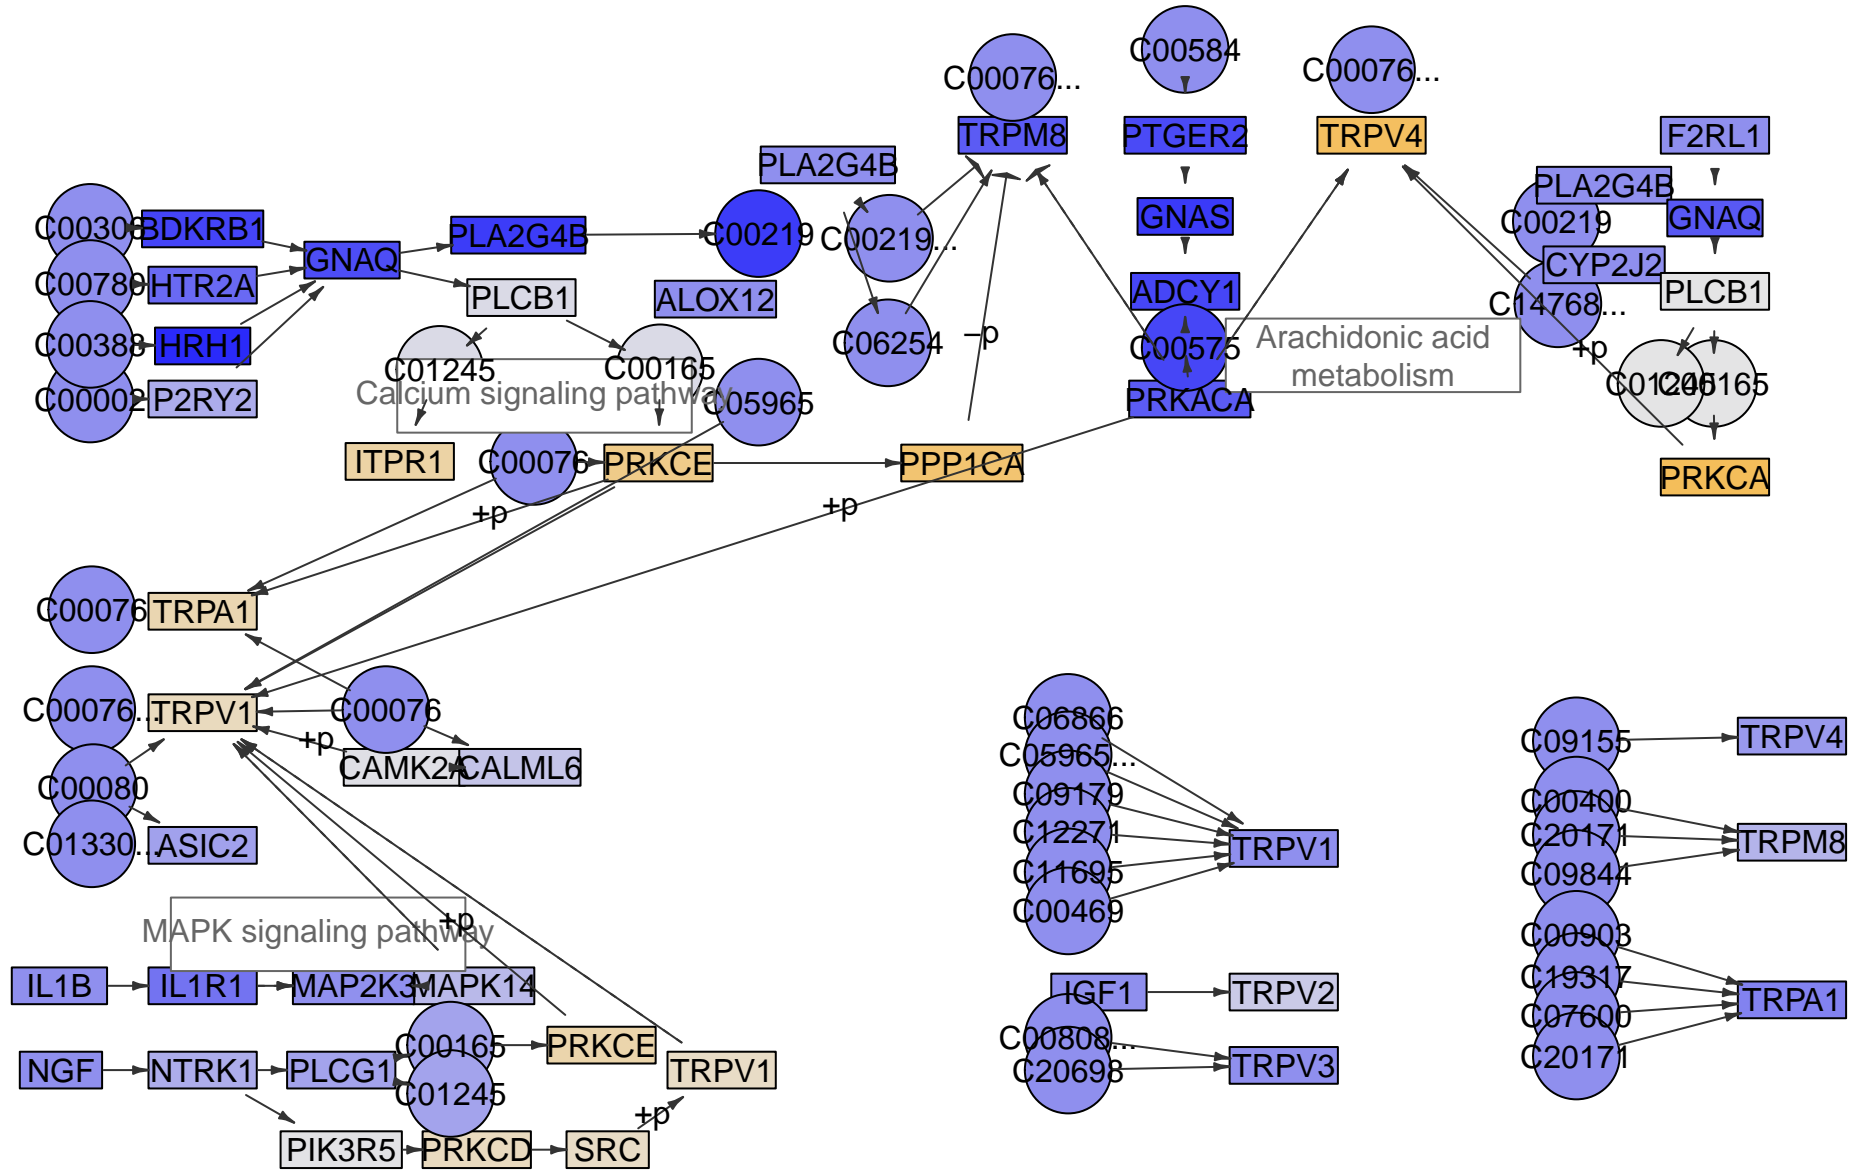 C00584
C00076...
C00076...
TRPM8
PTGER2
TRPV4
F2RL1
PLA2G4B
PLA2G4B
C00219
GNAS
GNAQ
BDKRB1
PLA2G4B
C00219
C00219...
GNAQ
CYP2J2
HTR2A
PLCB1
ALOX12
ADCY1
C14768...
PLCB1
C00388
HRH1
C06254
–p
C00575
Arachidonic acid
metabolism
+p
C01245
C00165
Calcium signaling pathway
C00002
P2RY2
C05965
PRKACA
ITPR1
C00076
PRKCE
PPP1CA
PRKCA
+p
+p
C00076
TRPA1
C00076...
TRPV1
C00076
+p
CAMK2A
CALML6
C00080
C01330...
ASIC2
C06866
C05965...
C09179
C12271
C11695
C00469
TRPV1
C09155
TRPV4
C00400
C20171
C09844
TRPM8
C00903
C19317
C07600
C20171
TRPA1
MAPK signaling pathway
+p
IL1B
IL1R1
MAP2K3
MAPK14
IGF1
TRPV2
C00808...
C20698
TRPV3
NGF
NTRK1
PLCG1
C00165
C01245
PRKCE
TRPV1
+p
PIK3R5
PRKCD
SRC